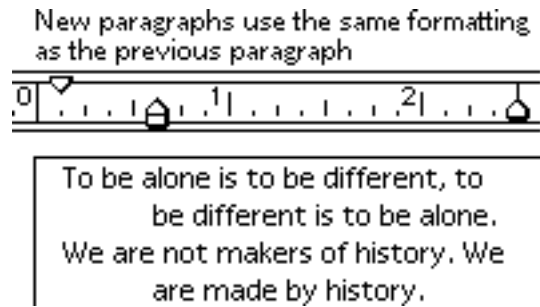 New paragraphs use the same formatting
as the previous paragraph
0 1 2
To be alone is to be different, to
be different is to be alone.
We are not makers of history. We
are made by history.